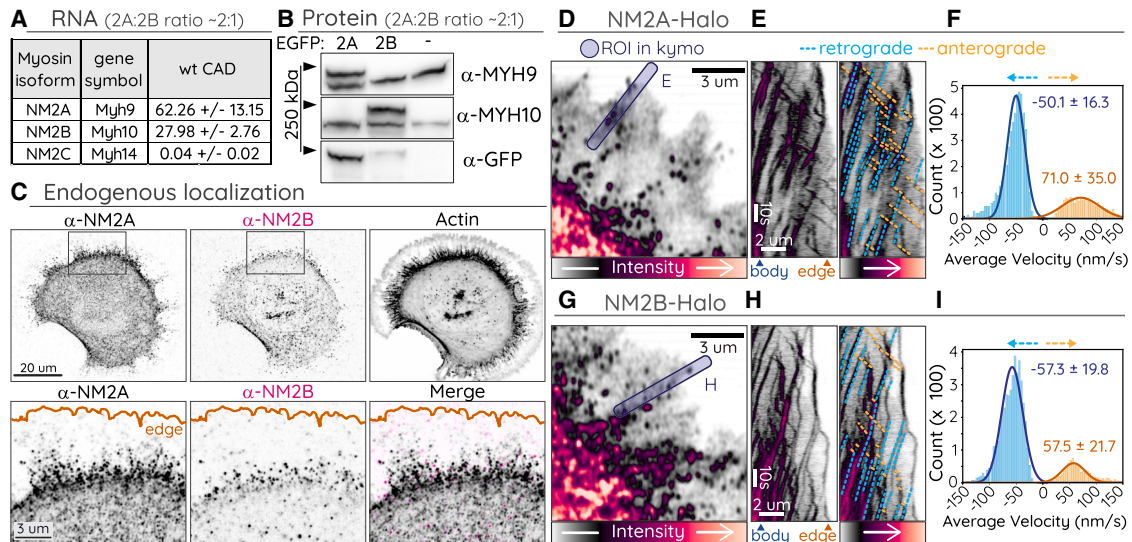 A RNA (2A:2B ratio ~2:1)
Myosin isoform gene symbol wt CAD
NM2A Myh9 62.26 +/- 13.15
NM2B Myh10 27.98 +/- 2.76
NM2C Myh14 0.04 +/- 0.02
B Protein (2A:2B ratio ~2:1)
EGFP: 2A 2B -
250 kDa
α-MYH9
α-MYH10
α-GFP
C Endogenous localization
α-NM2A α-NM2B Actin
20 um
α-NM2A α-NM2B Merge
edge
3 um
D NM2A-Halo
ROI in kymo
3 um
E
Intensity
E
retrograde anterograde
10s
2 um
body edge
F
-50.1 ± 16.3
71.0 ± 35.0
Count (x 100)
5
4
3
2
1
0
-150 -100 -50 0 50 100 150
Average Velocity (nm/s)
G NM2B-Halo
3 um
H
Intensity
H
10s
2 um
body edge
I
-57.3 ± 19.8
57.5 ± 21.7
Count (x 100)
4
3
2
1
0
-150 -100 -50 0 50 100 150
Average Velocity (nm/s)